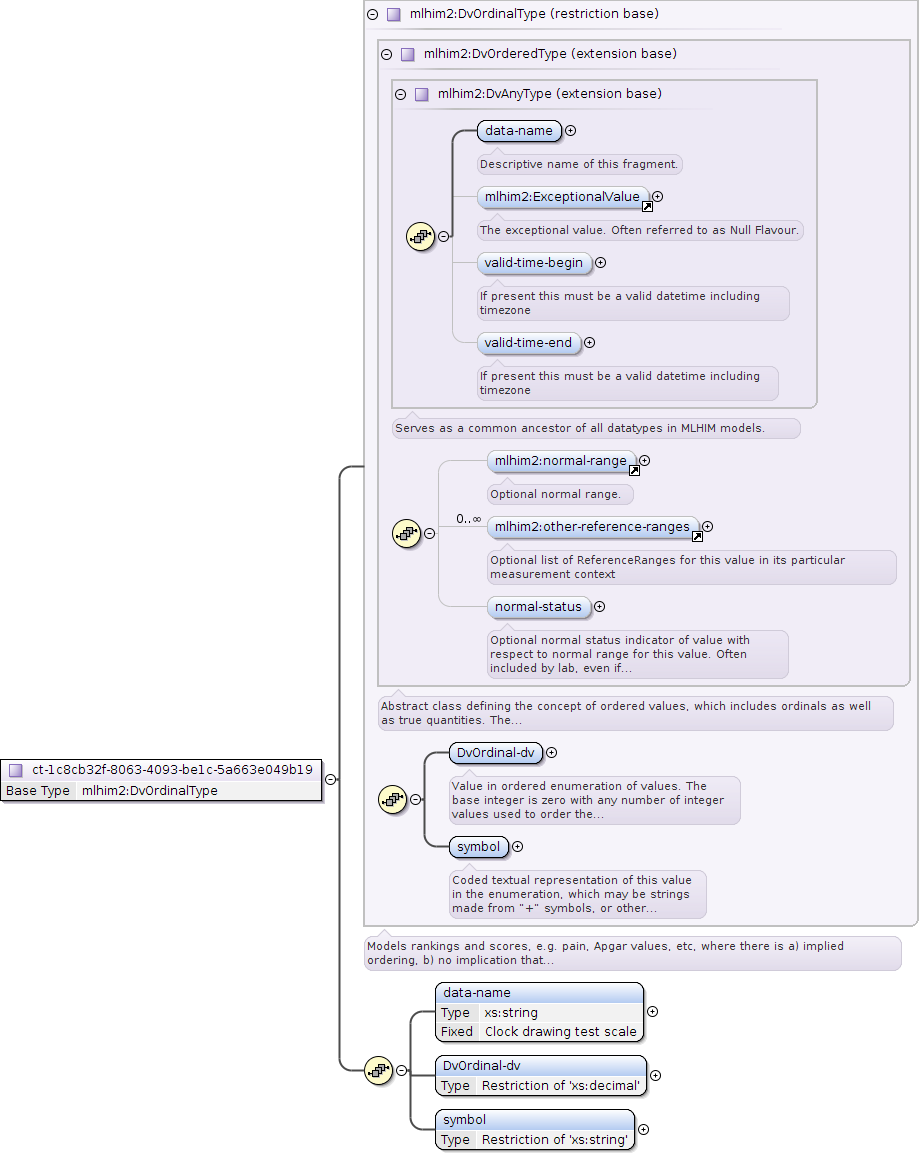 mlhim2:DvOrdinalType (restriction base)
mlhim2:DvOrderedType (extension base)
mlhim2:DvAnyType (extension base)
data-name
Descriptive name of this fragment.
mlhim2:ExceptionalValue
The exceptional value. Often referred to as Null Flavour.
valid-time-begin
If present this must be a valid datetime including
timezone
valid-time-end
If present this must be a valid datetime including
timezone
Serves as a common ancestor of all datatypes in MLHIM models.
mlhim2:normal-range
Optional normal range.
0..∞
mlhim2:other-reference-ranges
Optional list of ReferenceRanges for this value in its particular
measurement context
normal-status
Optional normal status indicator of value with
respect to normal range for this value. Often
included by lab, even if...
Abstract class defining the concept of ordered values, which includes ordinals as well
as true quantities. The...
DvOrdinal-dv
Value in ordered enumeration of values. The
base integer is zero with any number of integer
values used to order the...
symbol
Coded textual representation of this value
in the enumeration, which may be strings
made from "+" symbols, or other...
Models rankings and scores, e.g. pain, Apgar values, etc, where there is a) implied
ordering, b) no implication that...
ct-1c8cb32f-8063-4093-be1c-5a663e049b19
Base Type mlhim2:DvOrdinalType
data-name
Type xs:string
Fixed Clock drawing test scale
DvOrdinal-dv
Type Restriction of 'xs:decimal'
symbol
Type Restriction of 'xs:string'